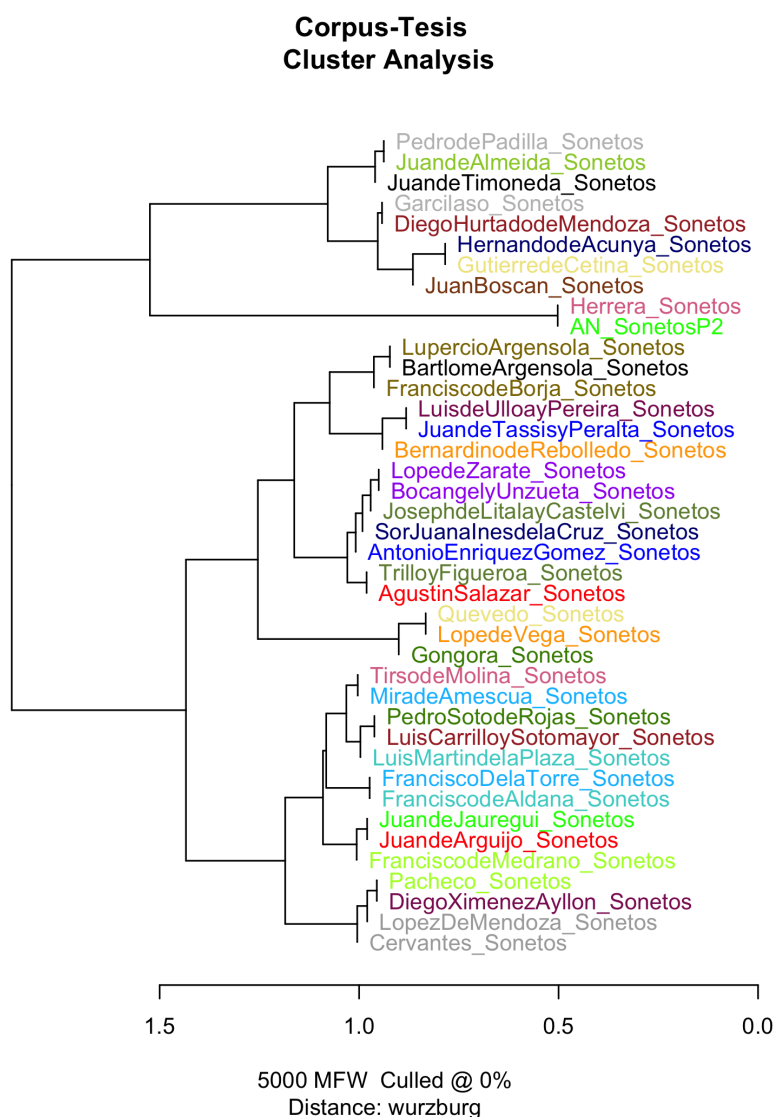 Corpus-Tesis
Cluster Analysis
PedrodePadilla_Sonetos
JuandeAlmeida_Sonetos
JuandeTimoneda_Sonetos
Garcilaso_Sonetos
DiegoHurtadodeMendoza_Sonetos
HernandodeAcunya_Sonetos
GutierredeCetina_Sonetos
JuanBoscan_Sonetos
Herrera_Sonetos
AN_SonetosP2
LupercioArgensola_Sonetos
BartlomeArgensola_Sonetos
FranciscodeBorja_Sonetos
LuisdeUlloayPereira_Sonetos
JuandeTassisyPeralta_Sonetos
BernardinodeRebolledo_Sonetos
LopedeZarate_Sonetos
BocangelyUnzueta_Sonetos
JosephdeLitalayCastelvi_Sonetos
SorJuanaInesdelaCruz_Sonetos
AntonioEnriquezGomez_Sonetos
TrilloyFigueroa_Sonetos
AgustinSalazar_Sonetos
Quevedo_Sonetos
LopedeVega_Sonetos
Gongora_Sonetos
TirsodeMolina_Sonetos
MiradeAmescua_Sonetos
PedroSotodeRojas_Sonetos
LuisCarrilloySotomayor_Sonetos
LuisMartindelaPlaza_Sonetos
FranciscoDelaTorre_Sonetos
FranciscodeAldana_Sonetos
JuandeJauregui_Sonetos
JuandeArguijo_Sonetos
FranciscodeMedrano_Sonetos
Pacheco_Sonetos
DiegoXimenezAyllon_Sonetos
LopezDeMendoza_Sonetos
Cervantes_Sonetos
1.5 1.0 0.5 0.0
5000 MFW Culled @ 0%
Distance: wurzburg